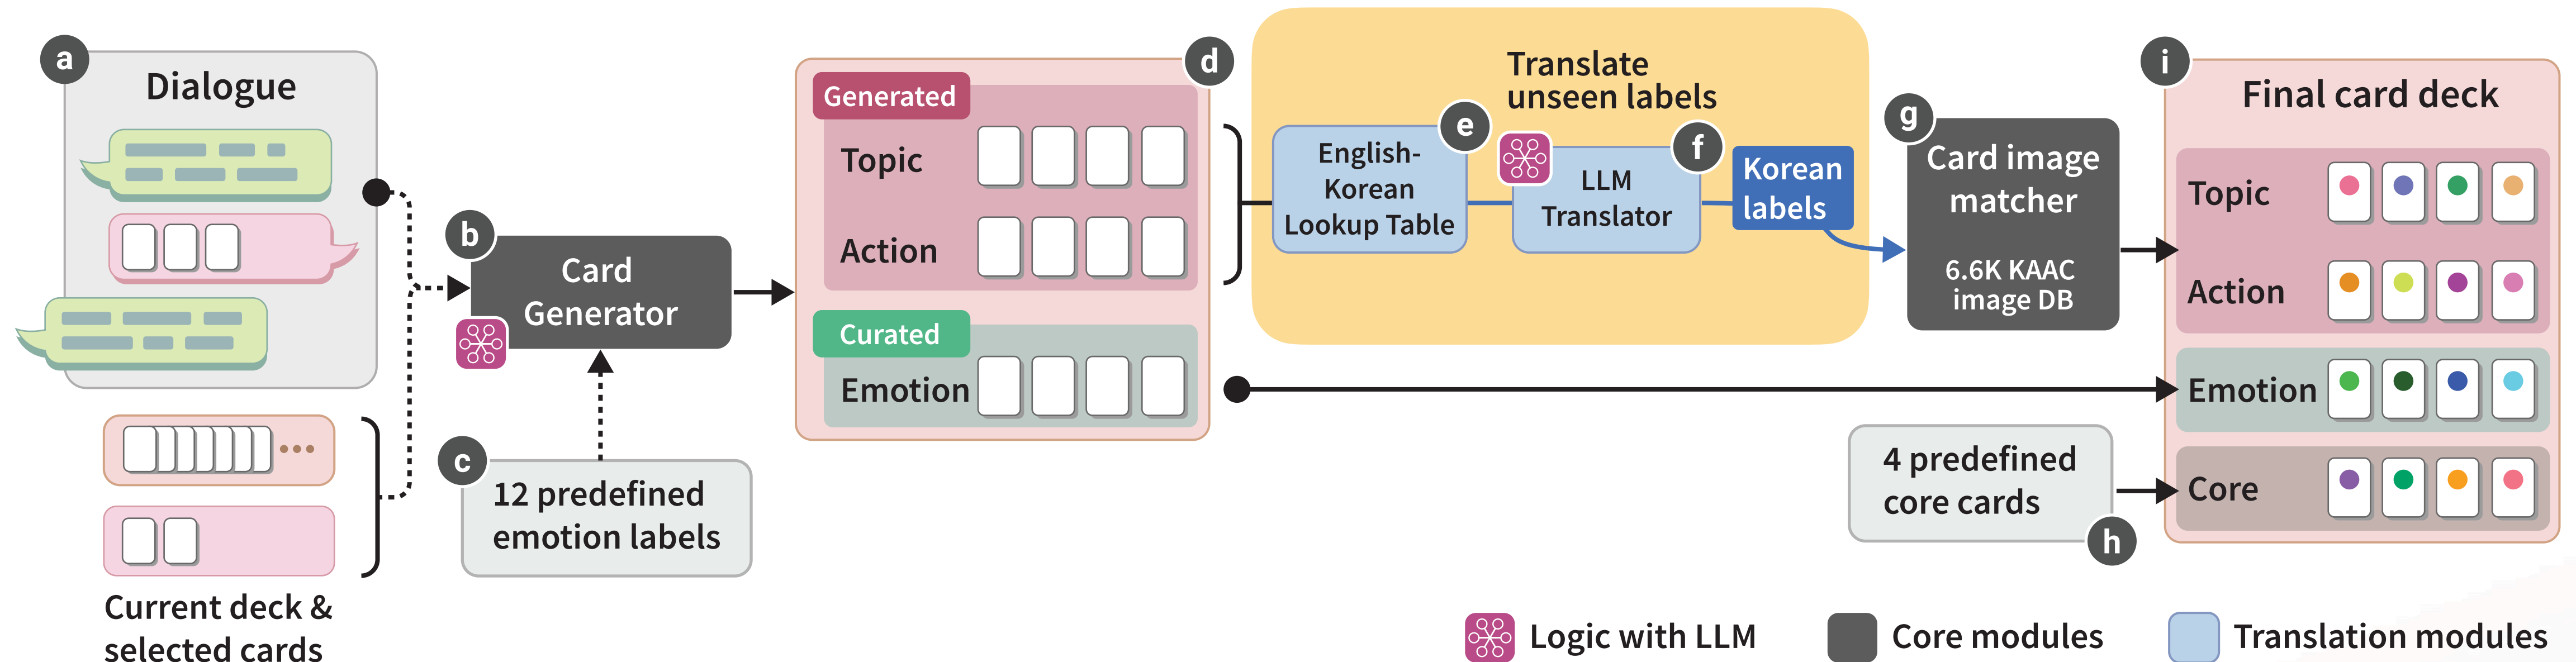 a
Dialogue
Current deck &
selected cards
b
Card
Generator
c
12 predefined
emotion labels
d
Generated
Topic
Action
Curated
Emotion
Translate
unseen labels
e
English-
Korean
Lookup Table
f
LLM
Translator
Korean
labels
g
Card image
matcher
6.6K KAAC
image DB
h
4 predefined
core cards
i
Final card deck
Topic
Action
Emotion
Core
Logic with LLM
Core modules
Translation modules